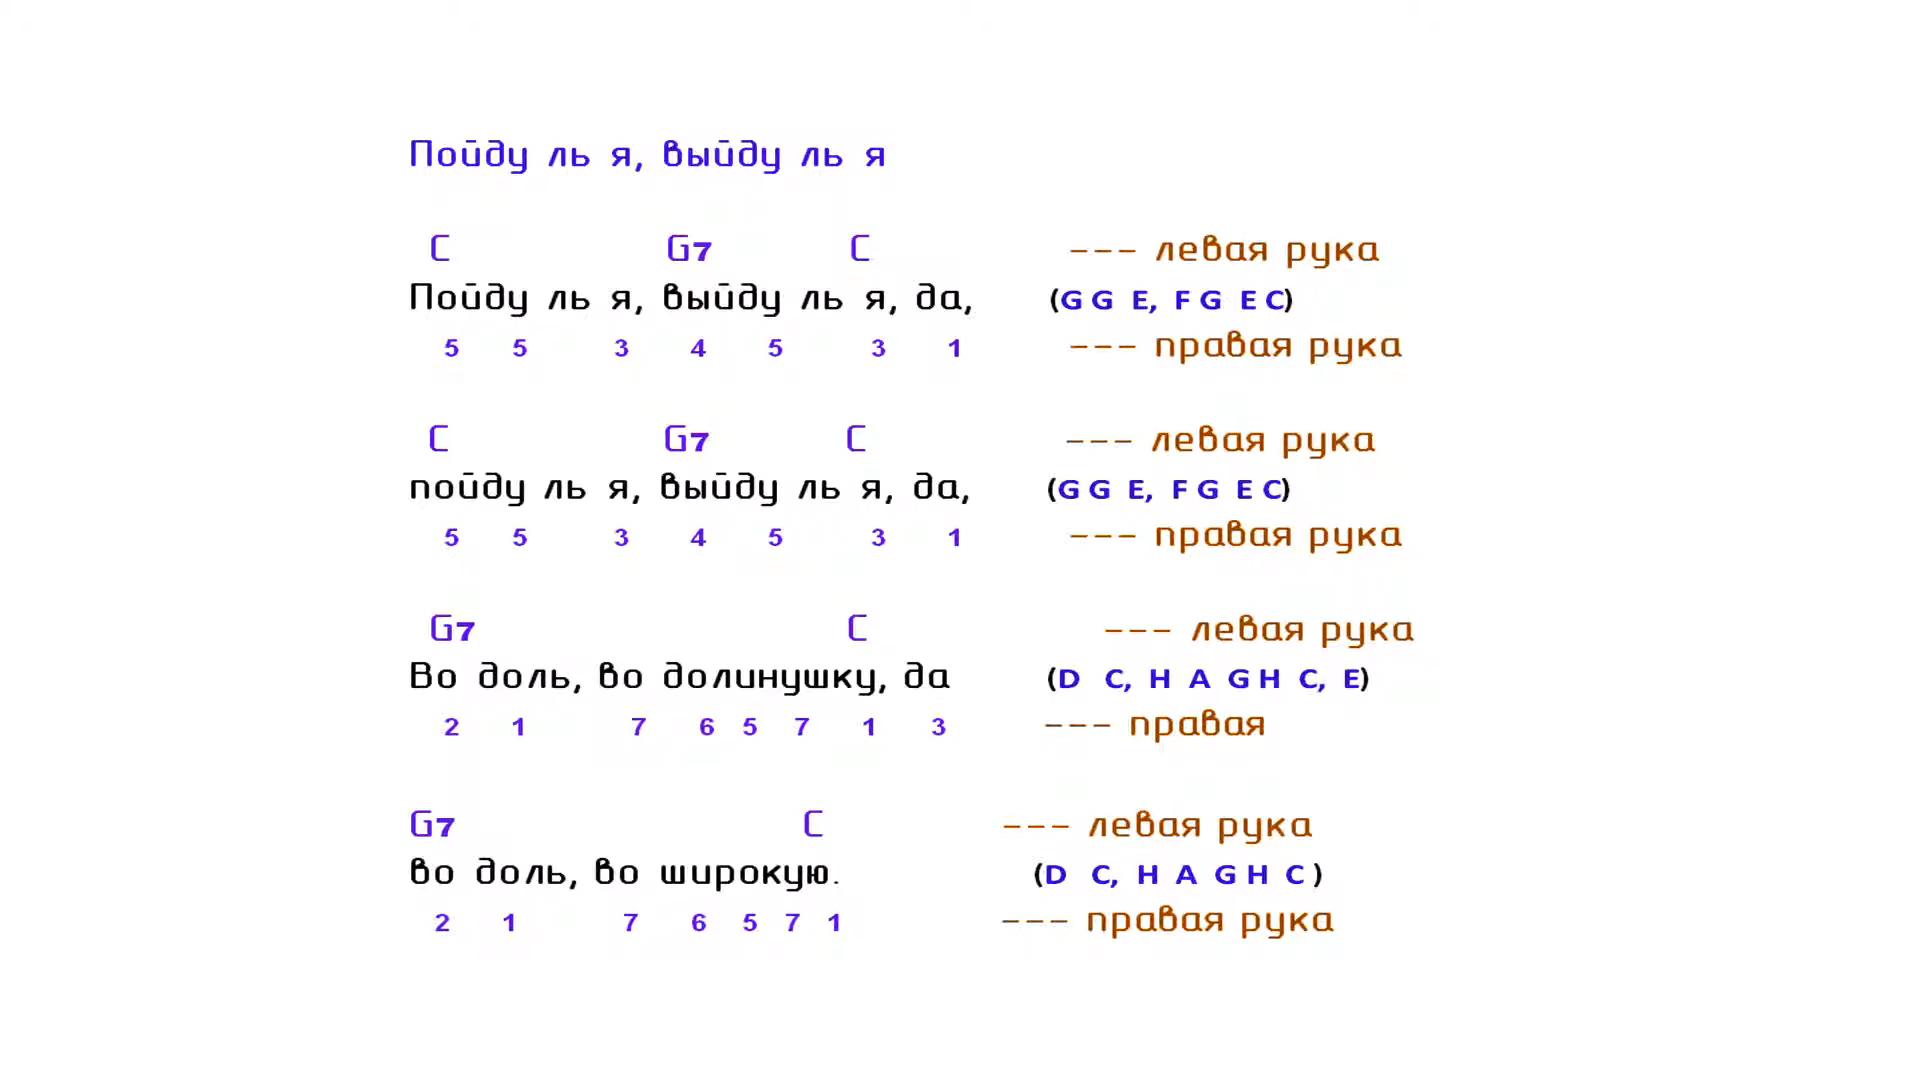 Пойду ль я, выйду ль я
C G7 C --- левая рука
Пойду ль я, выйду ль я, да, (G G E, F G E C)
5 5 3 4 5 3 1 --- правая рука
C G7 C --- левая рука
пойду ль я, выйду ль я, да, (G G E, F G E C)
5 5 3 4 5 3 1 --- правая рука
G7 C --- левая рука
Во доль, во долинушку, да (D C, H A G H C, E)
2 1 7 6 5 7 1 3 --- правая
G7 C --- левая рука
во доль, во широкую. (D C, H A G H C )
2 1 7 6 5 7 1 --- правая рука